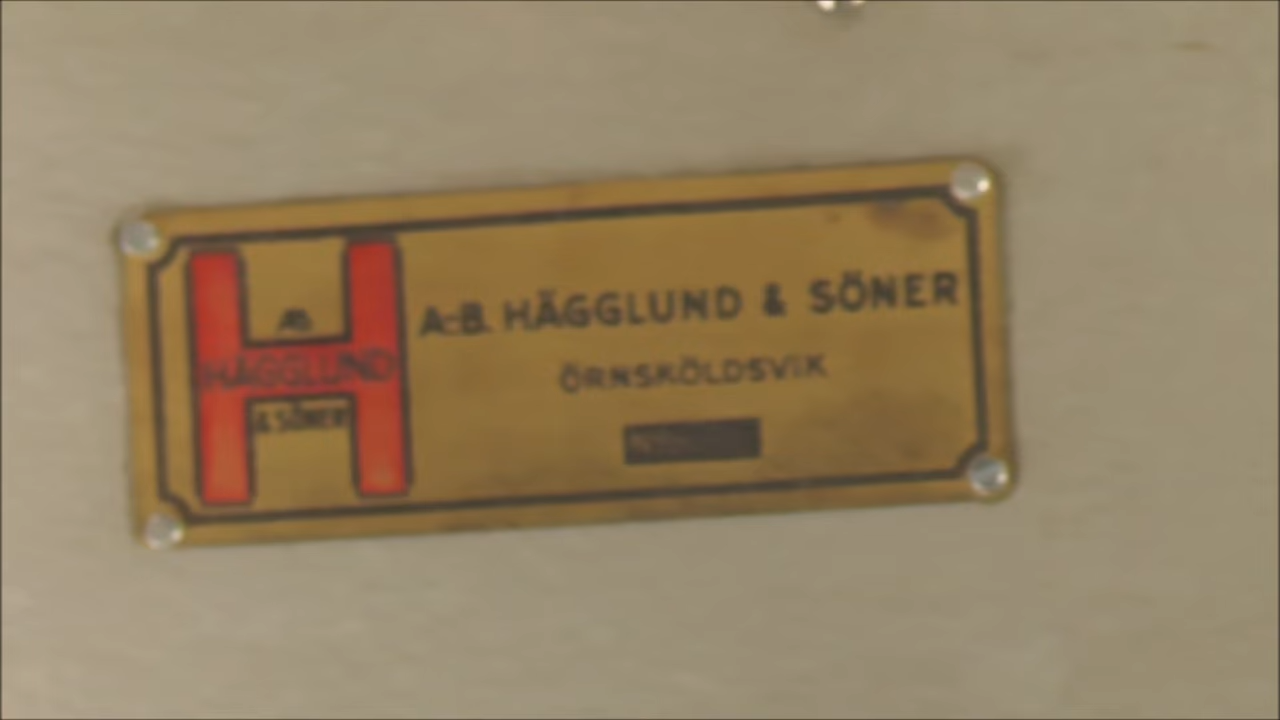 AB.
HÄGGLUND
& SÖNER
A-B. HÄGGLUND & SÖNER
ÖRNSKÖLDSVIK